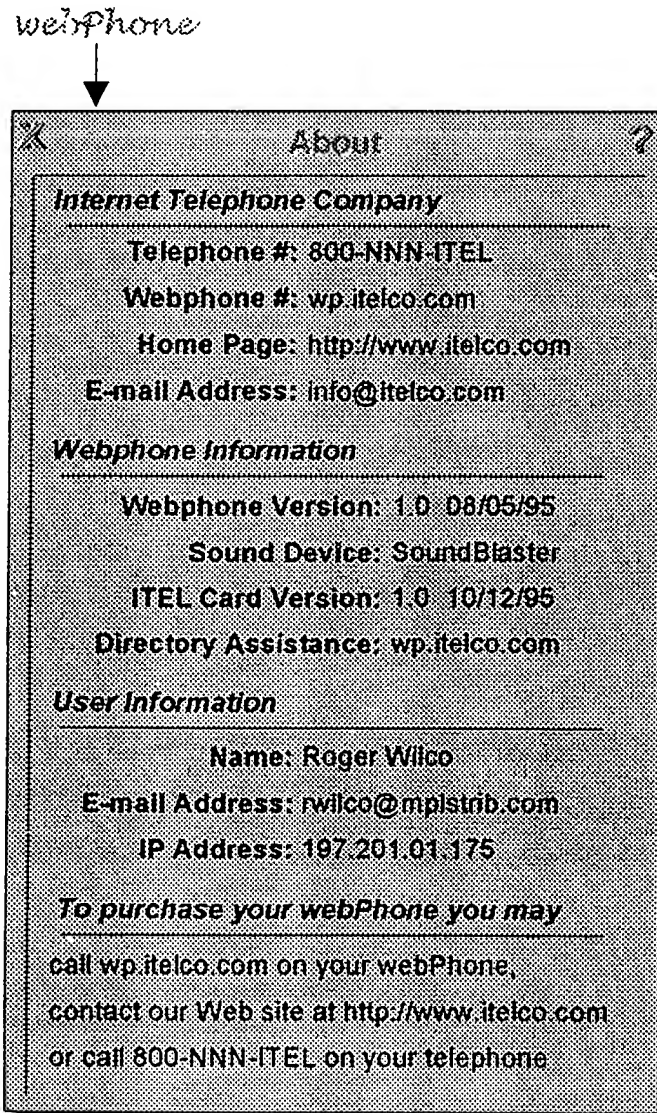 webPhone
X About ?
Internet Telephone Company
Telephone #: 800-NNN-ITEL
Webphone #: wp.itelco.com
Home Page: http://www.itelco.com
E-mail Address: info@itelco.com
Webphone Information
Webphone Version: 1.0 08/05/95
Sound Device: SoundBlaster
ITEL Card Version: 1.0 10/12/95
Directory Assistance: wp.itelco.com
User Information
Name: Roger Wilco
E-mail Address: rwilco@mplstrib.com
IP Address: 197.201.01.175
To purchase your webPhone you may
call wp.itelco.com on your webPhone,
contact our Web site at http://www.itelco.com
or call 800-NNN-ITEL on your telephone